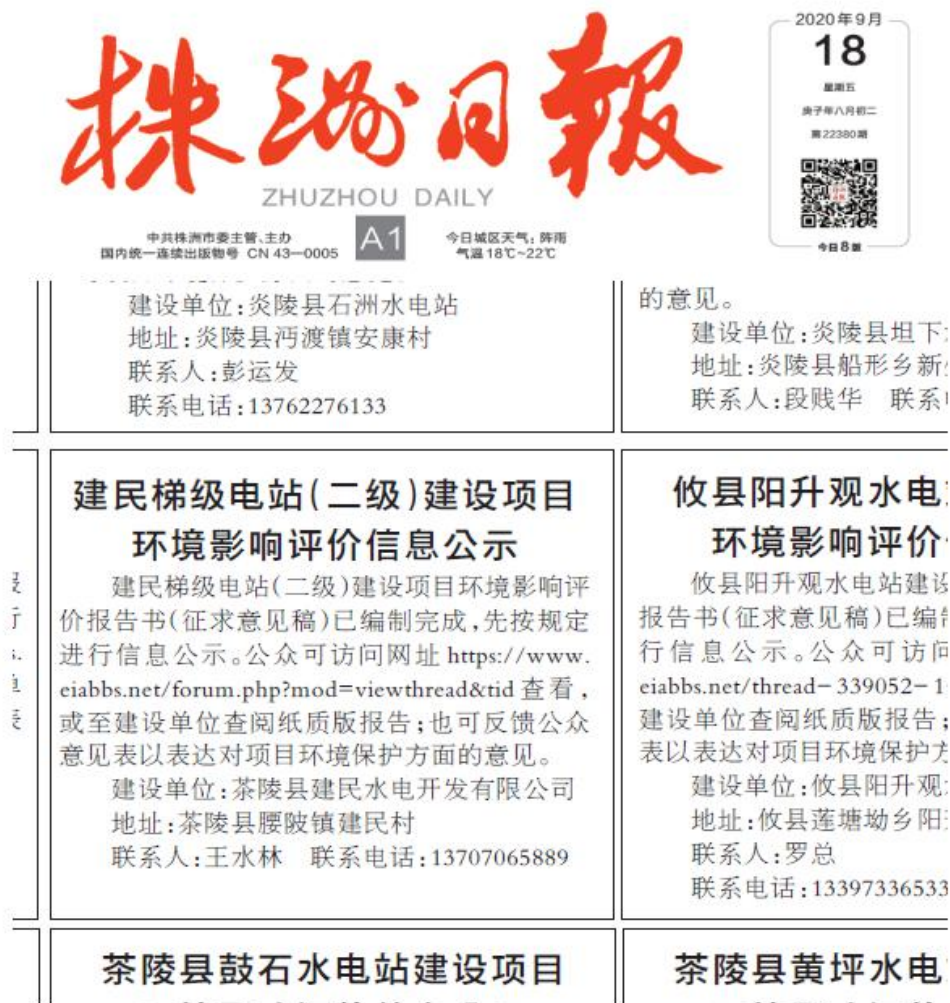 株洲日報
ZHUZHOU DAILY
中共株洲市委主管、主办
国内统一连续出版物号 CN 43—0005
A1
今日城区天气：阵雨
气温18℃~22℃
2020年9月
18
星期五
庚子年八月初二
第22380期
今日8版
建设单位：炎陵县石洲水电站
地址：炎陵县沔渡镇安康村
联系人：彭运发
联系电话：13762276133
的意见。
建设单位：炎陵县坦下
地址：炎陵县船形乡新
联系人：段贱华 联系
建民梯级电站（二级）建设项目
环境影响评价信息公示
建民梯级电站（二级）建设项目环境影响评
价报告书（征求意见稿）已编制完成，先按规定
进行信息公示。公众可访问网址 https://www.
eiabbs.net/forum.php?mod=viewthread&tid 查看，
或至建设单位查阅纸质版报告；也可反馈公众
意见表以表达对项目环境保护方面的意见。
建设单位：茶陵县建民水电开发有限公司
地址：茶陵县腰陂镇建民村
联系人：王水林 联系电话：13707065889
攸县阳升观水电
环境影响评价
攸县阳升观水电站建设
报告书（征求意见稿）已编
行信息公示。公众可访问
eiabbs.net/thread-339052-1
建设单位查阅纸质版报告；
表以表达对项目环境保护方
建设单位：攸县阳升观
地址：攸县莲塘坳乡阳
联系人：罗总
联系电话：13397336533
茶陵县鼓石水电站建设项目
茶陵县黄坪水电